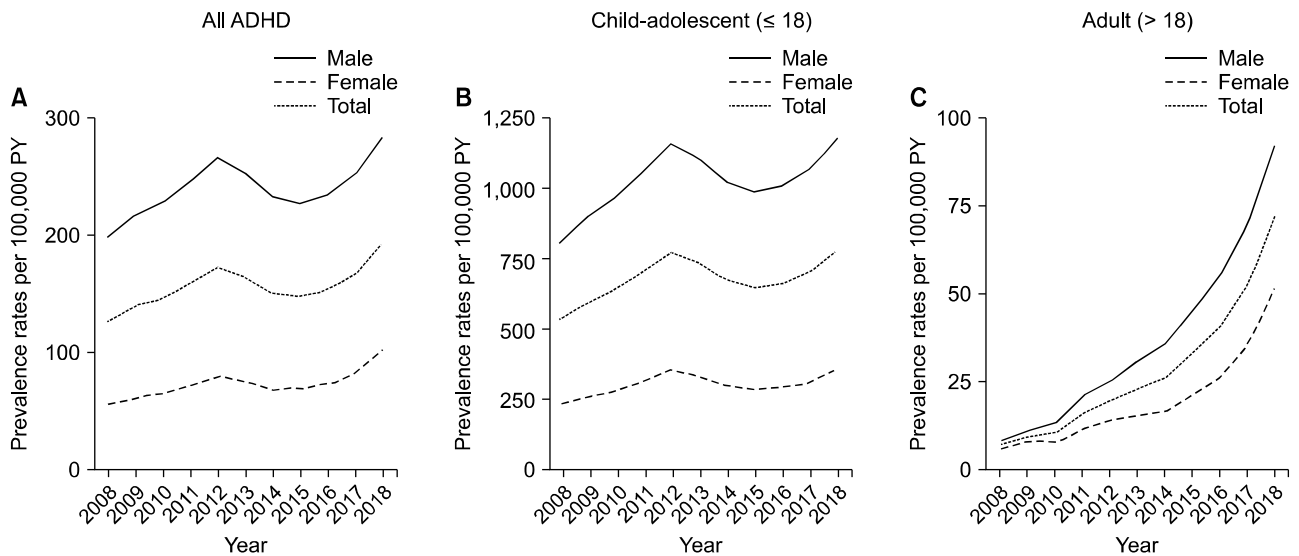 All ADHD
Male
Female
Total
A
300
200
100
0
Prevalence rates per 100,000 PY
2008
2009
2010
2011
2012
2013
2014
2015
2016
2017
2018
Year
Child-adolescent (≤ 18)
Male
Female
Total
B
1,250
1,000
750
500
250
0
Prevalence rates per 100,000 PY
2008
2009
2010
2011
2012
2013
2014
2015
2016
2017
2018
Year
Adult (> 18)
Male
Female
Total
C
100
75
50
25
0
Prevalence rates per 100,000 PY
2008
2009
2010
2011
2012
2013
2014
2015
2016
2017
2018
Year